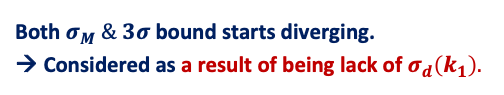 Both σ_M & 3σ bound starts diverging.
→ Considered as a result of being lack of σ_d(k_1).